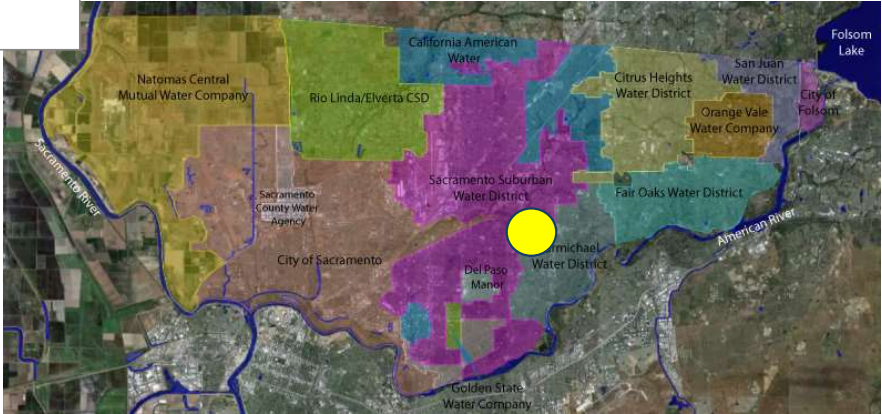 Folsom
Lake
California American
Water
San Juan
Water District
Natomas Central
Mutual Water Company
Rio Linda/Elverta CSD
Citrus Heights
Water District
City of
Folsom
Orange Vale
Water Company
Sacramento River
Sacramento
County Water
Agency
Sacramento Suburban
Water District
Fair Oaks Water District
American River
City of Sacramento
rmichael
Water District
Del Paso
Manor
Golden State
Water Company